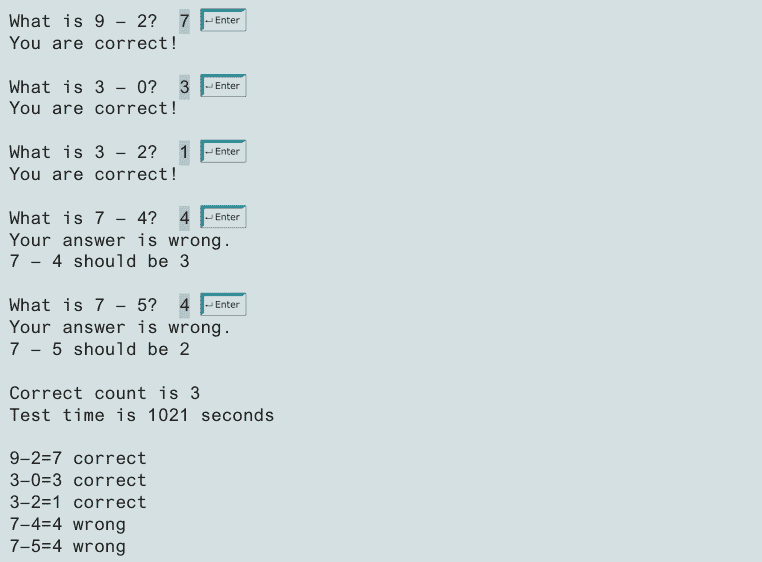 What is 9 – 2? 7 ↵Enter
You are correct!
What is 3 – 0? 3 ↵Enter
You are correct!
What is 3 – 2? 1 ↵Enter
You are correct!
What is 7 – 4? 4 ↵Enter
Your answer is wrong.
7 – 4 should be 3
What is 7 – 5? 4 ↵Enter
Your answer is wrong.
7 – 5 should be 2
Correct count is 3
Test time is 1021 seconds
9–2=7 correct
3–0=3 correct
3–2=1 correct
7–4=4 wrong
7–5=4 wrong